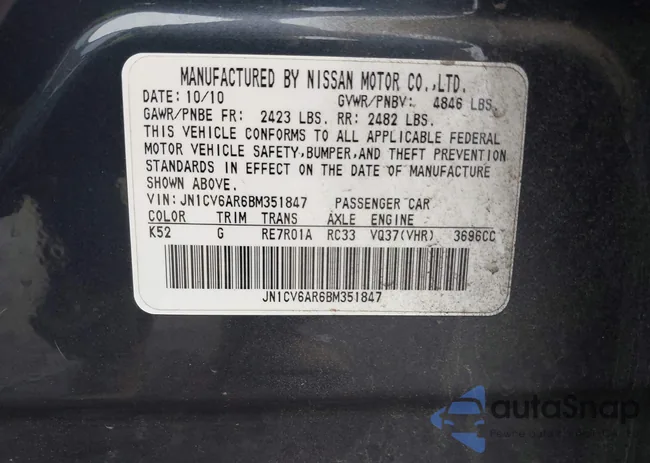 MANUFACTURED BY NISSAN MOTOR CO.,LTD.
DATE: 10/10 GVWR/PNBV: 4846 LBS.
GAWR/PNBE FR: 2423 LBS. RR: 2482 LBS.
THIS VEHICLE CONFORMS TO ALL APPLICABLE FEDERAL
MOTOR VEHICLE SAFETY,BUMPER,AND THEFT PREVENTION
STANDARDS IN EFFECT ON THE DATE OF MANUFACTURE
SHOWN ABOVE.
VIN: JN1CV6AR6BM351847 PASSENGER CAR
COLOR TRIM TRANS AXLE ENGINE
K52 G RE7R01A RC33 VQ37(VHR) 3696CC
JN1CV6AR6BM351847
autoSnap